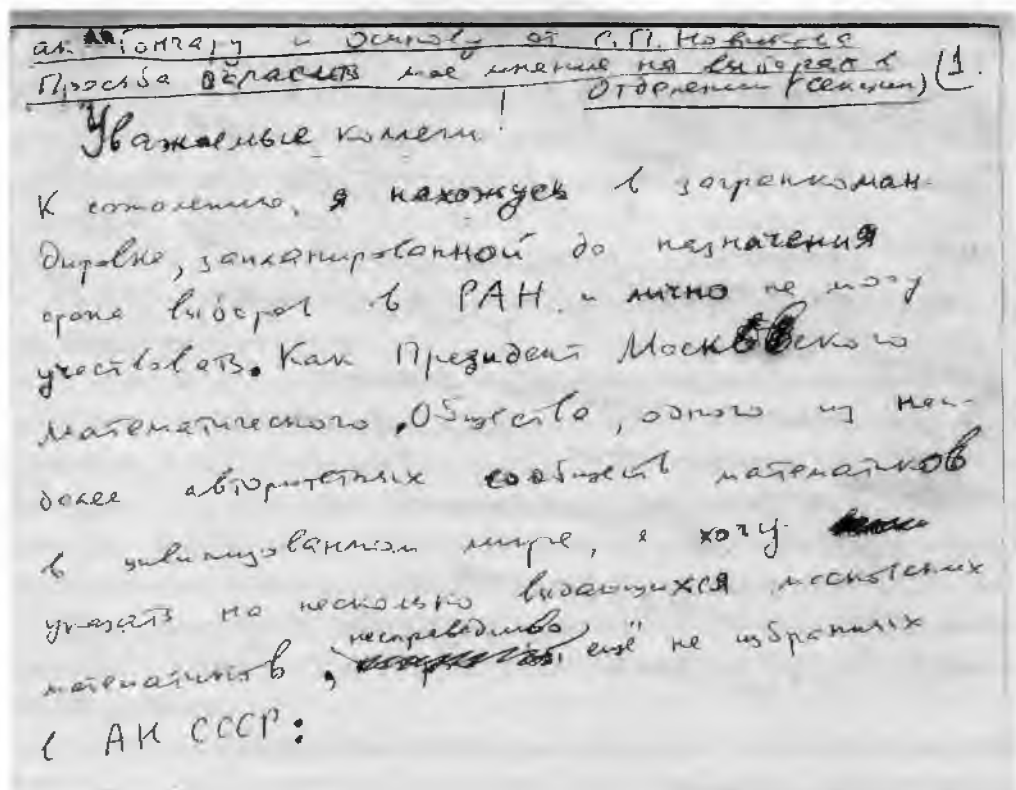 ак. Гончару и Осипову от С.П. Новикова
Просьба огласить моё мнение на выборах в
Отделении (секции) (1.
Уважаемые коллеги!
К сожалению, я нахожусь в загранкоман-
дировке, запланированной до назначения
срока выборов в РАН и лично не могу
участвовать. Как Президент Московского
Математического Общества, одного из наи-
более авторитетных сообществ математиков
в цивилизованном мире, я хочу
указать на несколько выдающихся московских
математиков, несправедливо ещё не избранных
в АН СССР: